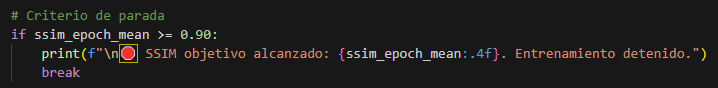 # Criterio de parada
if ssim_epoch_mean >= 0.90:
    print(f"\n🛑 SSIM objetivo alcanzado: {ssim_epoch_mean:.4f}. Entrenamiento detenido.")
    break